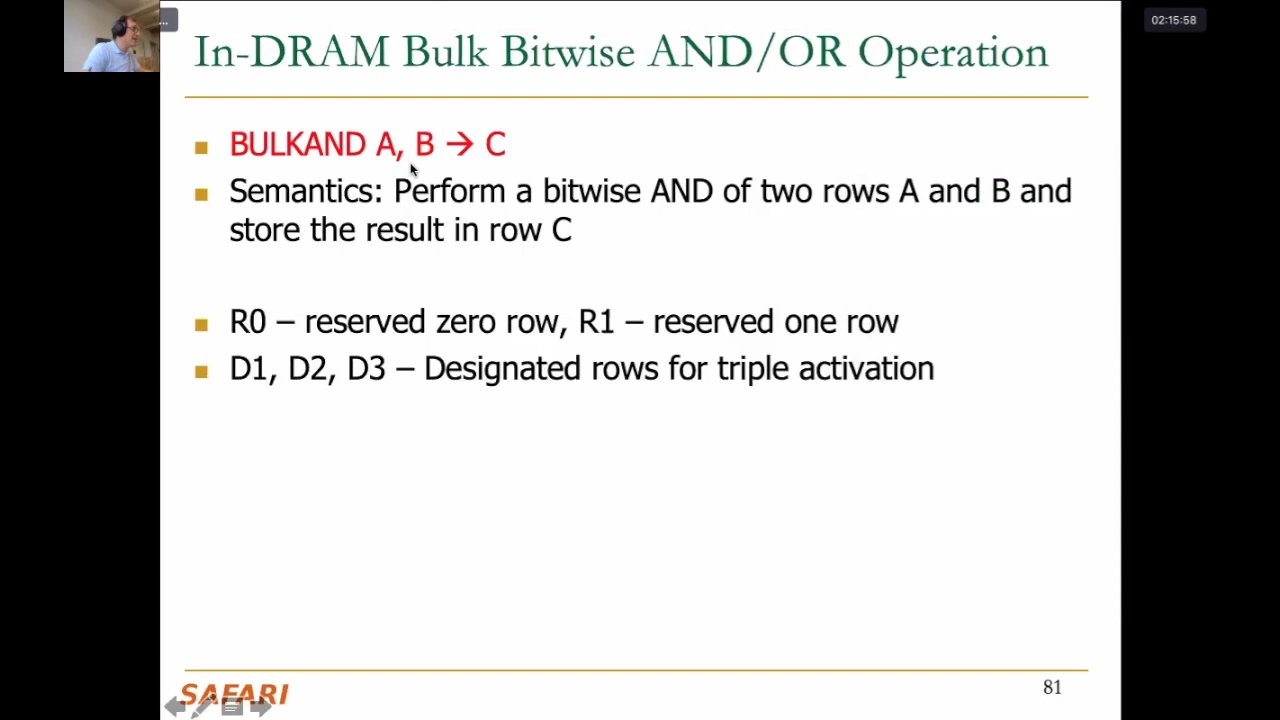 ...
02:15:58
In-DRAM Bulk Bitwise AND/OR Operation
BULKAND A, B → C
Semantics: Perform a bitwise AND of two rows A and B and
store the result in row C
R0 – reserved zero row, R1 – reserved one row
D1, D2, D3 – Designated rows for triple activation
SAFARI
81